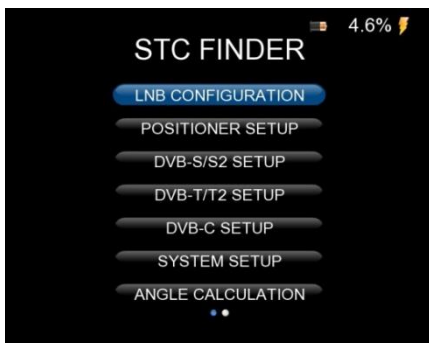 4.6%
STC FINDER
LNB CONFIGURATION
POSITIONER SETUP
DVB-S/S2 SETUP
DVB-T/T2 SETUP
DVB-C SETUP
SYSTEM SETUP
ANGLE CALCULATION